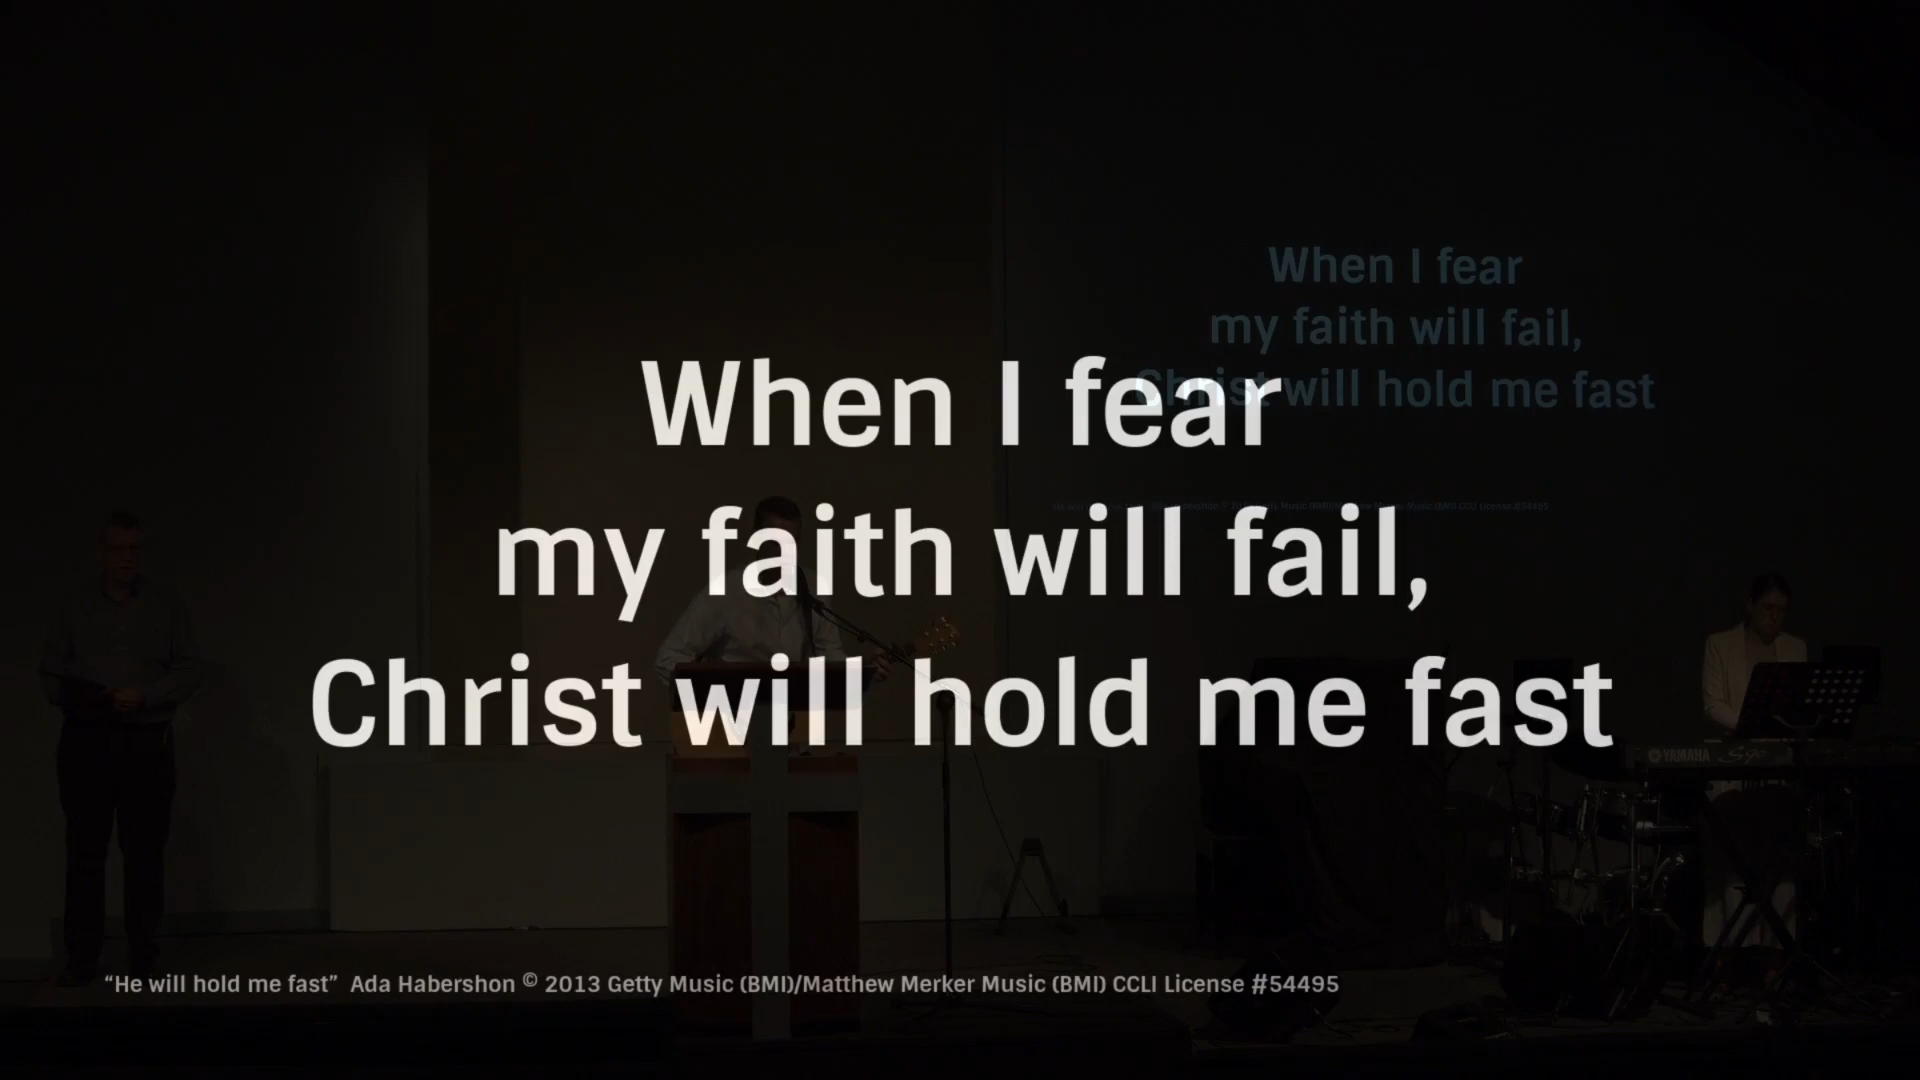 When I fear
my faith will fail,
Christ will hold me fast
When I fear
my faith will fail,
Christ will hold me fast
YAMAHA S90
“He will hold me fast” Ada Habershon © 2013 Getty Music (BMI)/Matthew Merker Music (BMI) CCLI License #54495